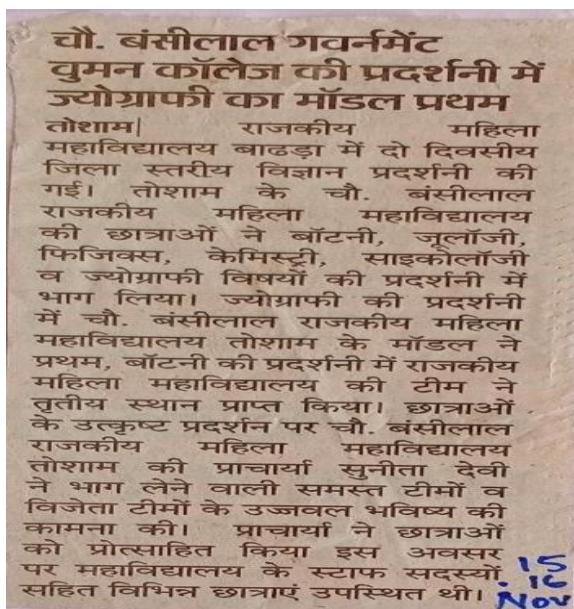 चौ. बंसीलाल गवर्नमेंट
वुमन कॉलेज की प्रदर्शनी में
ज्योग्राफी का मॉडल प्रथम
तोशाम| राजकीय महिला
महाविद्यालय बाढड़ा में दो दिवसीय
जिला स्तरीय विज्ञान प्रदर्शनी की
गई। तोशाम के चौ. बंसीलाल
राजकीय महिला महाविद्यालय
की छात्राओं ने बॉटनी, जूलॉजी,
फिजिक्स, केमिस्ट्री, साइकोलॉजी
व ज्योग्राफी विषयों की प्रदर्शनी में
भाग लिया। ज्योग्राफी की प्रदर्शनी
में चौ. बंसीलाल राजकीय महिला
महाविद्यालय तोशाम के मॉडल ने
प्रथम, बॉटनी की प्रदर्शनी में राजकीय
महिला महाविद्यालय की टीम ने
तृतीय स्थान प्राप्त किया। छात्राओं
के उत्कृष्ट प्रदर्शन पर चौ. बंसीलाल
राजकीय महिला महाविद्यालय
तोशाम की प्राचार्या सुनीता देवी
ने भाग लेने वाली समस्त टीमों व
विजेता टीमों के उज्जवल भविष्य की
कामना की। प्राचार्या ने छात्राओं
को प्रोत्साहित किया इस अवसर
पर महाविद्यालय के स्टाफ सदस्यों
सहित विभिन्न छात्राएं उपस्थित थी।
15
16
Nov